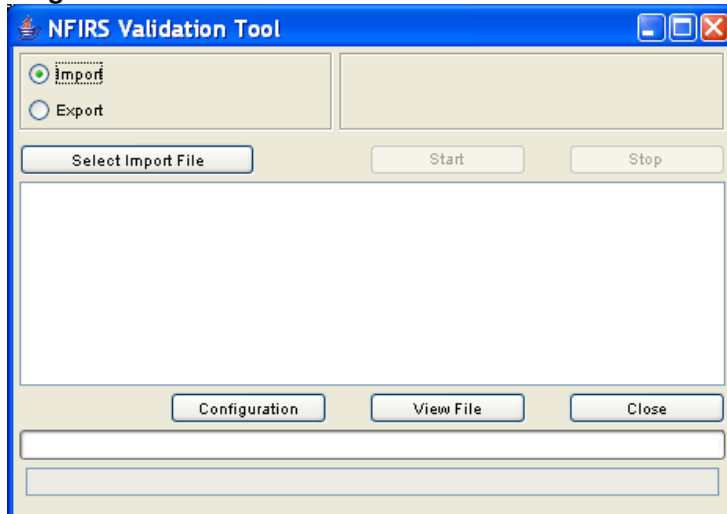 NFIRS Validation Tool
Import
Export
Select Import File Start Stop
Configuration View File Close